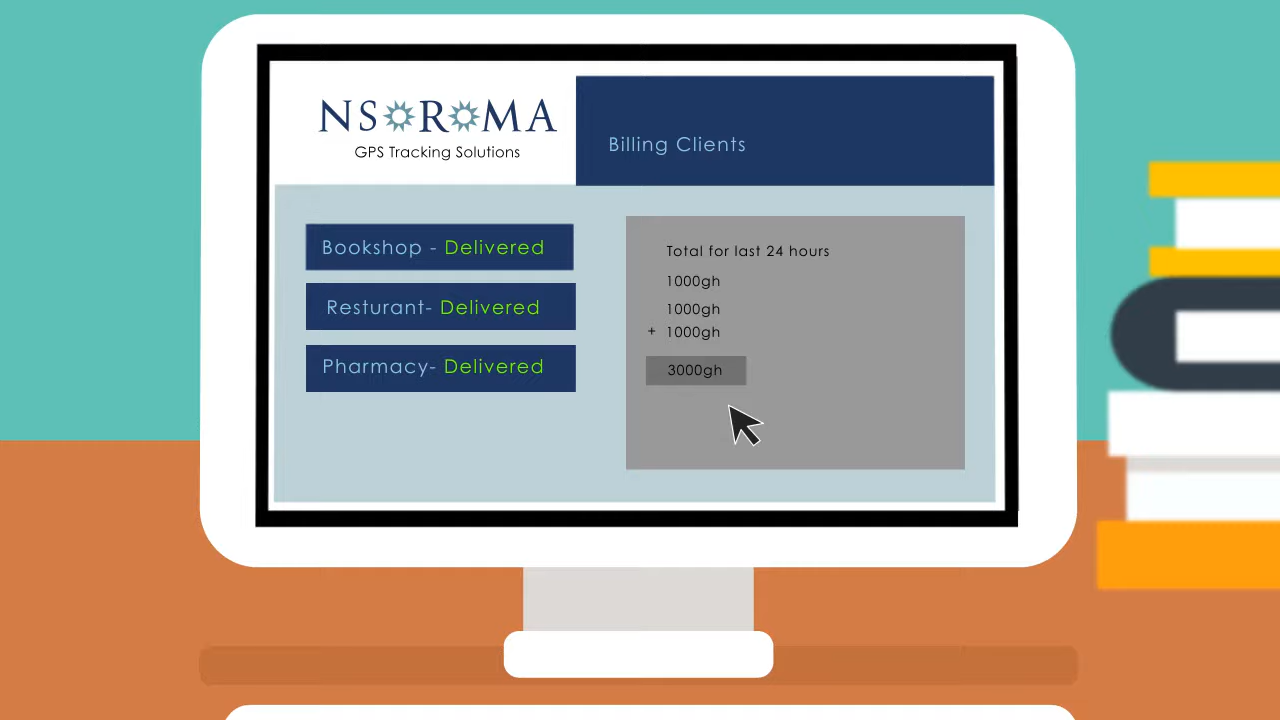 NSOROMA
GPS Tracking Solutions
Billing Clients
Bookshop - Delivered
Resturant- Delivered
Pharmacy- Delivered
Total for last 24 hours
1000gh
1000gh
+ 1000gh
3000gh